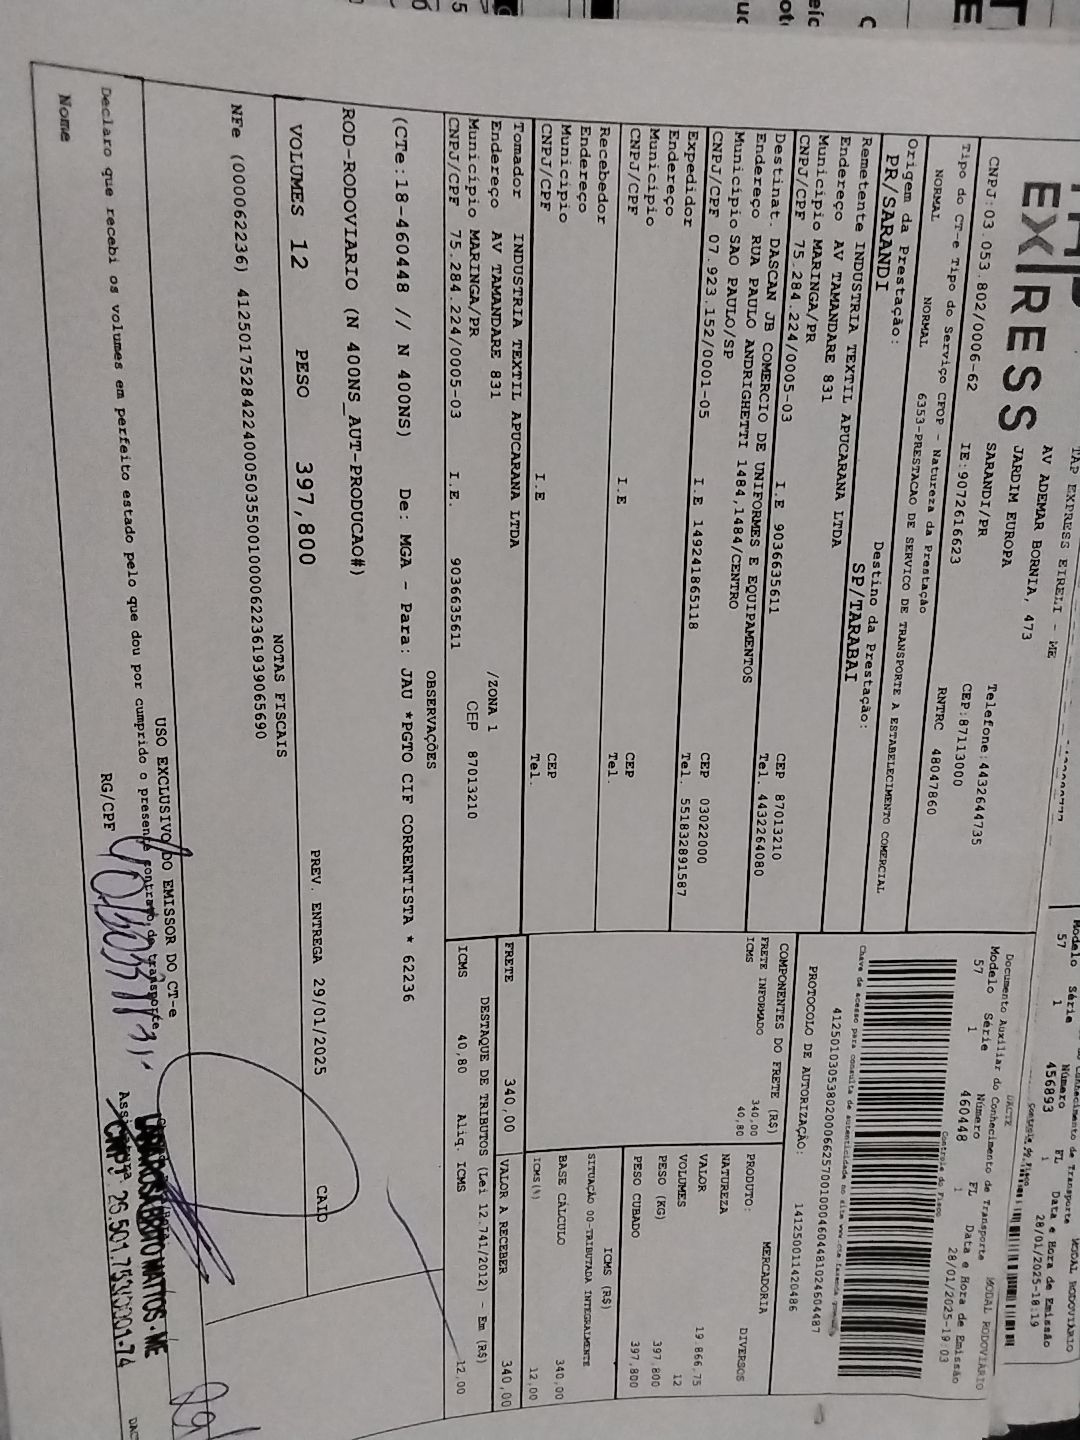 EX RESS
TAP EXPRESS EIRELI - ME
AV ADEMAR BORNIA, 473
JARDIM EUROPA
SARANDI/PR
Telefone:4432644735
CNPJ:03.053.802/0006-62 IE:9072616623 CEP:87113000
Tipo do CT-e Tipo do Serviço CFOP - Natureza da Prestação RNTRC 48047860
NORMAL NORMAL 6353-PRESTACAO DE SERVICO DE TRANSPORTE A ESTABELECIMENTO COMERCIAL
Modelo Série Número FL Data e Hora de Emissão
57 1 456893 1 28/01/2025-18:19
DACTE
Documento Auxiliar do Conhecimento de Transporte MODAL RODOVIÁRIO
Modelo Série Número FL Data e Hora de Emissão
57 1 460448 1 28/01/2025-19:03
Controle do Fisco
Chave de acesso para consulta de autenticidade no site
PROTOCOLO DE AUTORIZAÇÃO: 141250011420486
Origem da Prestação: Destino da Prestação:
PR/SARANDI SP/TARABAI
Remetente INDUSTRIA TEXTIL APUCARANA LTDA
Endereço AV TAMANDARE 831
Município MARINGA/PR CEP 87013210
CNPJ/CPF 75.284.224/0005-03 I.E 9036635611 Tel. 4432264080
Destinat. DASCAN JB COMERCIO DE UNIFORMES E EQUIPAMENTOS
Endereço RUA PAULO ANDRIGHETTI 1484,1484/CENTRO
Município SAO PAULO/SP CEP 03022000
CNPJ/CPF 07.923.152/0001-05 I.E 149241865118 Tel. 551832891587
Expedidor
Endereço
Município CEP
CNPJ/CPF I.E Tel.
Recebedor
Endereço
Município CEP
CNPJ/CPF I.E Tel.
Tomador INDUSTRIA TEXTIL APUCARANA LTDA
Endereço AV TAMANDARE 831 /ZONA 1
Município MARINGA/PR CEP 87013210
CNPJ/CPF 75.284.224/0005-03 I.E. 9036635611
COMPONENTES DO FRETE (R$)
FRETE INFORMADO 340,00
ICMS 40,80
PRODUTO: MERCADORIA
NATUREZA DIVERSOS
VALOR 19.866,75
VOLUMES 12
PESO (KG) 397,800
PESO CUBADO 397,800
ICMS (R$)
SITUAÇÃO 00-TRIBUTADA INTEGRALMENTE
BASE CÁLCULO 340,00
ICMS(%) 12,00
FRETE 340,00 VALOR A RECEBER 340,00
DESTAQUE DE TRIBUTOS (Lei 12.741/2012) - Em (R$)
ICMS 40,80 Aliq. ICMS 12,00
OBSERVAÇÕES
(CTe:18-460448 // N 400NS) De: MGA - Para: JAU *PGTO CIF CORRENTISTA * 62236
ROD-RODOVIARIO (N 400NS_AUT-PRODUCAO#)
VOLUMES 12 PESO 397,800 PREV. ENTREGA 29/01/2025 CAID
NOTAS FISCAIS
NFe (000062236) 41250175284224000503550010000622361939065690
USO EXCLUSIVO DO EMISSOR DO CT-e
Declaro que recebi os volumes em perfeito estado pelo que dou por cumprido o presente contrato de transporte.
Nome RG/CPF
CNPJ. 26.501.753/0001-74